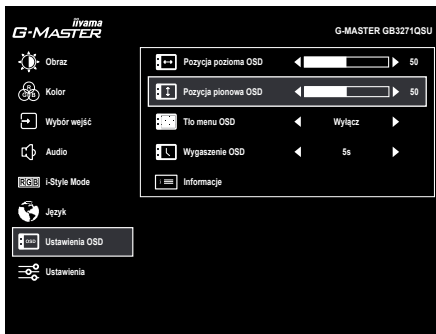 iiyama
G-MASTER
G-MASTER GB3271QSU
Obraz
Kolor
Wybór wejść
Audio
RGB i-Style Mode
Język
OSD Ustawienia OSD
Ustawienia
Pozycja pozioma OSD 50
Pozycja pionowa OSD 50
Tło menu OSD Wyłącz
Wygaszenie OSD 5s
Informacje